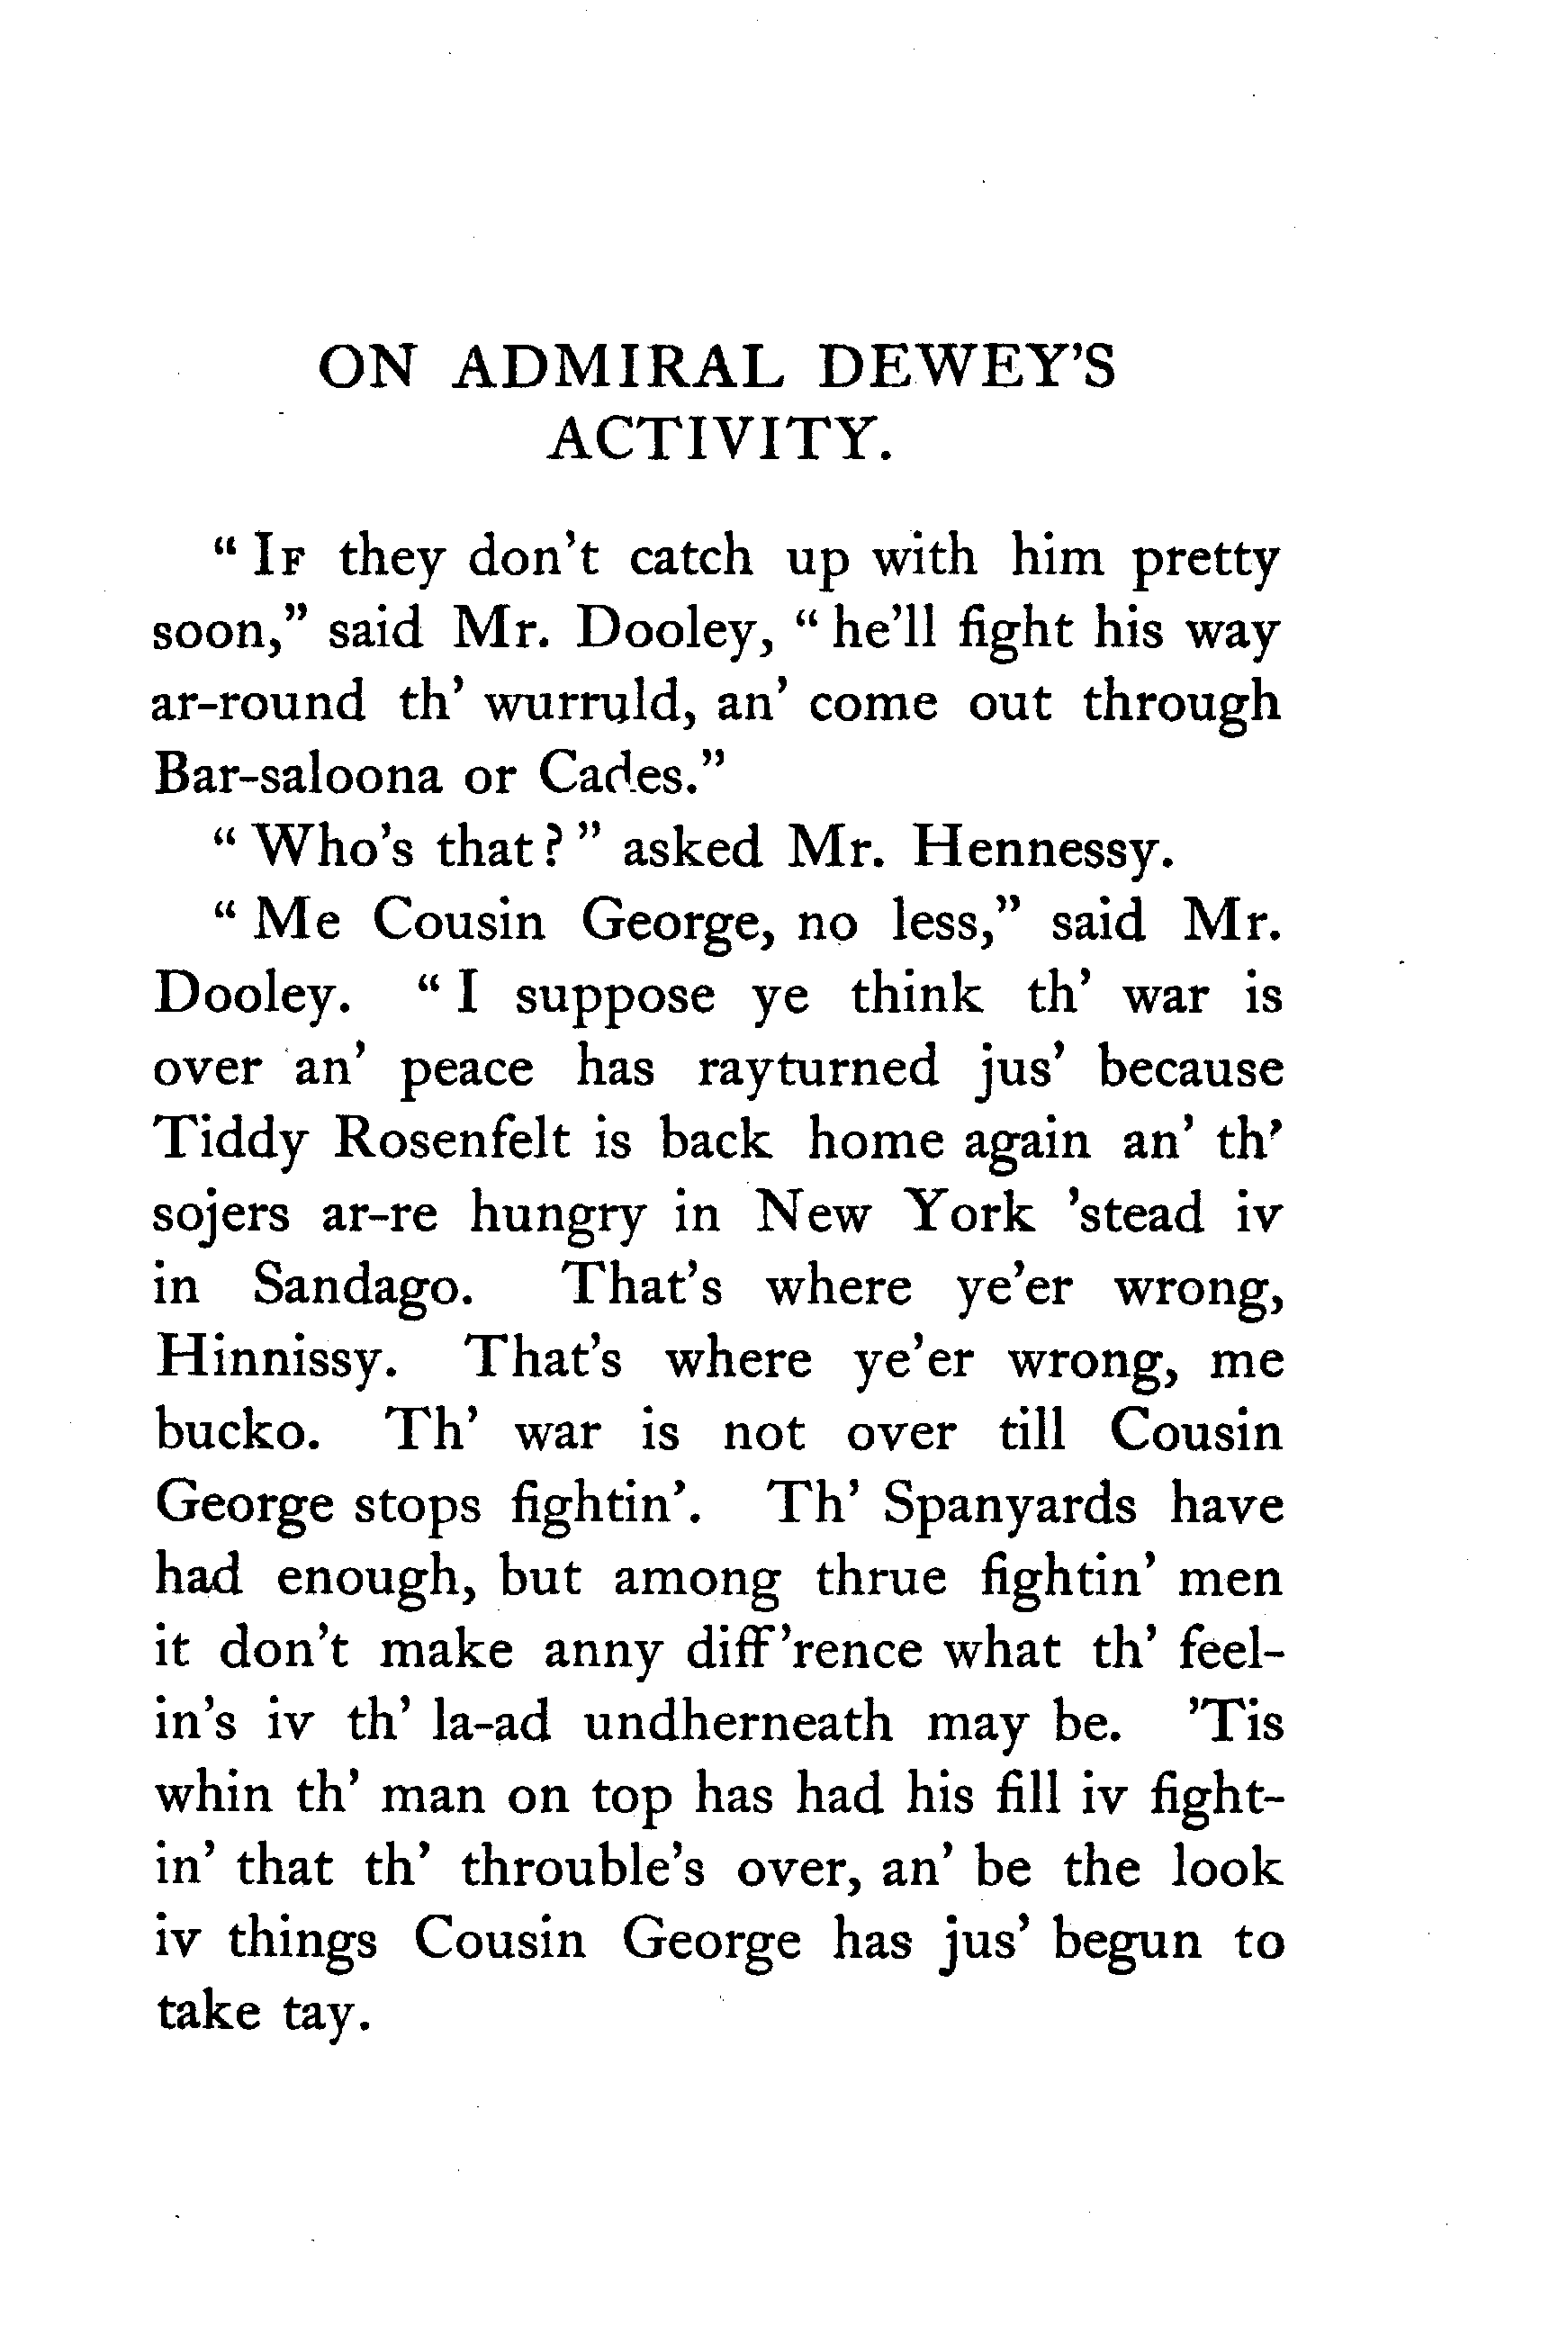 ON ADMIRAL DEWEY'S
ACTIVITY.
“ IF they don't catch up with him pretty
soon,” said Mr. Dooley, “ he'll fight his way
ar-round th' wurruld, an' come out through
Bar-saloona or Cades.”
“ Who's that ? ” asked Mr. Hennessy.
“ Me Cousin George, no less,” said Mr.
Dooley. “ I suppose ye think th' war is
over an' peace has rayturned jus' because
Tiddy Rosenfelt is back home again an' th'
sojers ar-re hungry in New York 'stead iv
in Sandago. That's where ye'er wrong,
Hinnissy. That's where ye'er wrong, me
bucko. Th' war is not over till Cousin
George stops fightin'. Th' Spanyards have
had enough, but among thrue fightin' men
it don't make anny diff'rence what th' feel-
in's iv th' la-ad undherneath may be. 'Tis
whin th' man on top has had his fill iv fight-
in' that th' throuble's over, an' be the look
iv things Cousin George has jus' begun to
take tay.